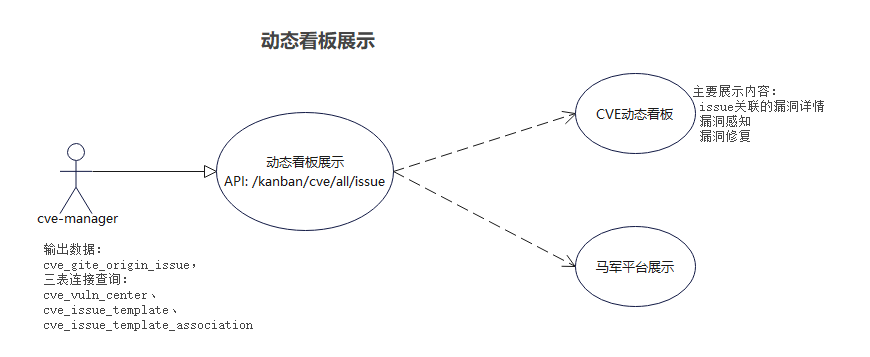 动态看板展示
cve-manager
输出数据:
cve_gite_origin_issue,
三表连接查询:
cve_vuln_center、
cve_issue_template、
cve_issue_template_association
动态看板展示
API: /kanban/cve/all/issue
CVE动态看板
主要展示内容:
issue关联的漏洞详情
漏洞感知
漏洞修复
马军平台展示